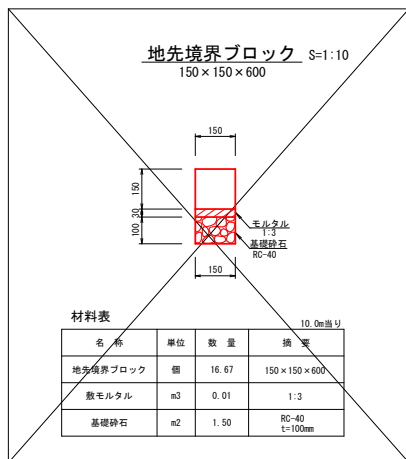 地先境界ブロック S=1:10
150×150×600
150
150
30
100
モルタル
1:3
基礎砕石
RC-40
150
材料表
10.0m当り
名 称 単位 数 量 摘 要
地先境界ブロック 個 16.67 150×150×600
敷モルタル m3 0.01 1:3
基礎砕石 m2 1.50 RC-40
t=100mm